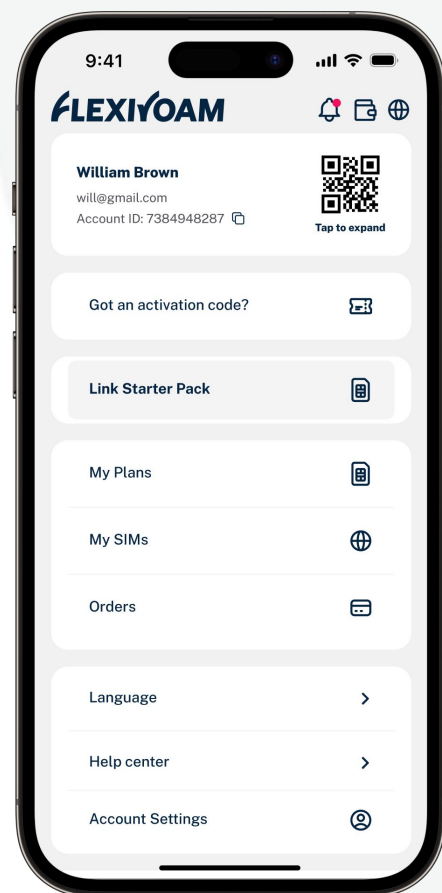 9:41
FLEXIROAM
William Brown
will@gmail.com
Account ID: 7384948287
Tap to expand
Got an activation code?
Link Starter Pack
My Plans
My SIMs
Orders
Language
Help center
Account Settings